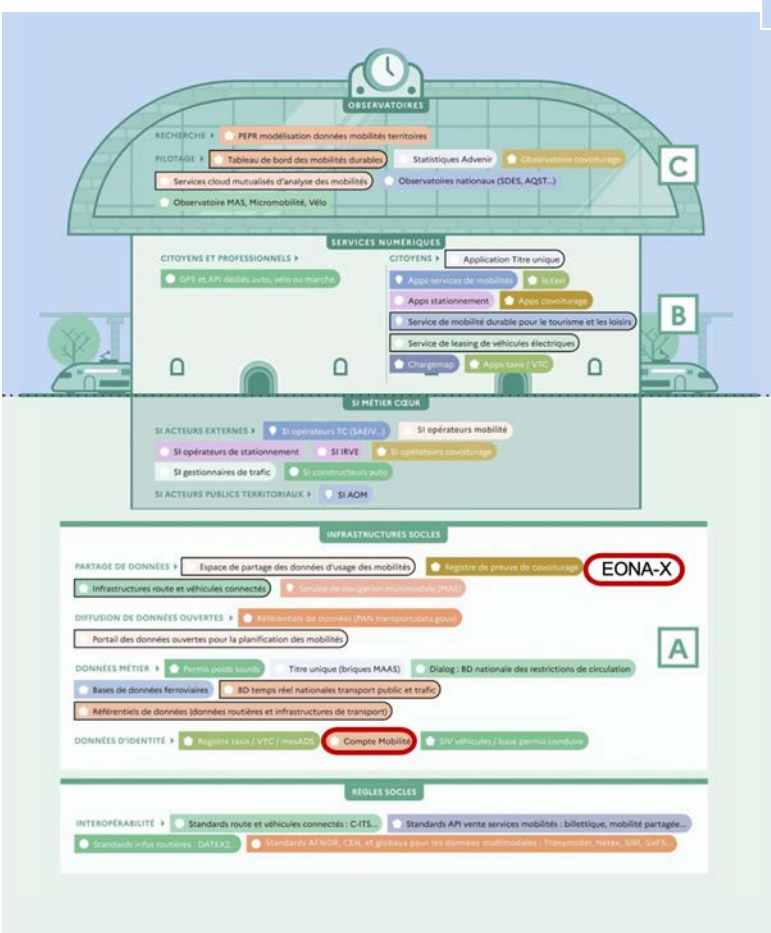 OBSERVATOIRES
RECHERCHE PEPR modélisation données mobilités territoires
PILOTAGE Tableau de bord des mobilités durables Statistiques Advenir Observatoire covoiturage
Services cloud mutualisés d'analyse des mobilités Observatoires nationaux (SDES, AQST...)
Observatoire MAS, Micromobilité, Vélo
C
SERVICES NUMÉRIQUES
CITOYENS ET PROFESSIONNELS
GPS et API dédiés auto, vélo ou marche
CITOYENS Application Titre unique
Apps services de mobilités le.taxi
Apps stationnement Apps covoiturage
Service de mobilité durable pour le tourisme et les loisirs
Service de leasing de véhicules électriques
Chargemap Apps taxis / VTC
B
SI MÉTIER CŒUR
SI ACTEURS EXTERNES SI opérateurs TC (SAEIV...) SI opérateurs mobilité
SI opérateurs de stationnement SI IRVE SI opérateurs covoiturage
SI gestionnaires de trafic SI constructeurs auto
SI ACTEURS PUBLICS TERRITORIAUX SI AOM
INFRASTRUCTURES SOCLES
PARTAGE DE DONNÉES Espace de partage des données d'usage des mobilités Registre de preuve de covoiturage EONA-X
Infrastructures route et véhicules connectés Service de navigation multimodale (MAS)
DIFFUSION DE DONNÉES OUVERTES Référentiels de données (PAN transport.data.gouv)
Portail des données ouvertes pour la planification des mobilités
A
DONNÉES MÉTIER Permis poids lourds Titre unique (briques MAAS) Dialog : BD nationale des restrictions de circulation
Bases de données ferroviaires BD temps réel nationales transport public et trafic
Référentiels de données (données routières et infrastructures de transport)
DONNÉES D'IDENTITÉ Registre taxis / VTC / mesADS Compte Mobilité SIV véhicules / base permis conduire
RÈGLES SOCLES
INTEROPÉRABILITÉ Standards route et véhicules connectés : C-ITS... Standards API vente services mobilités : billettique, mobilité partagée...
Standards infos routières : DATEX2... Standards AFNOR, CEN, et globaux pour les données multimodales : Transmodel, Netex, SIRI, GxFS...